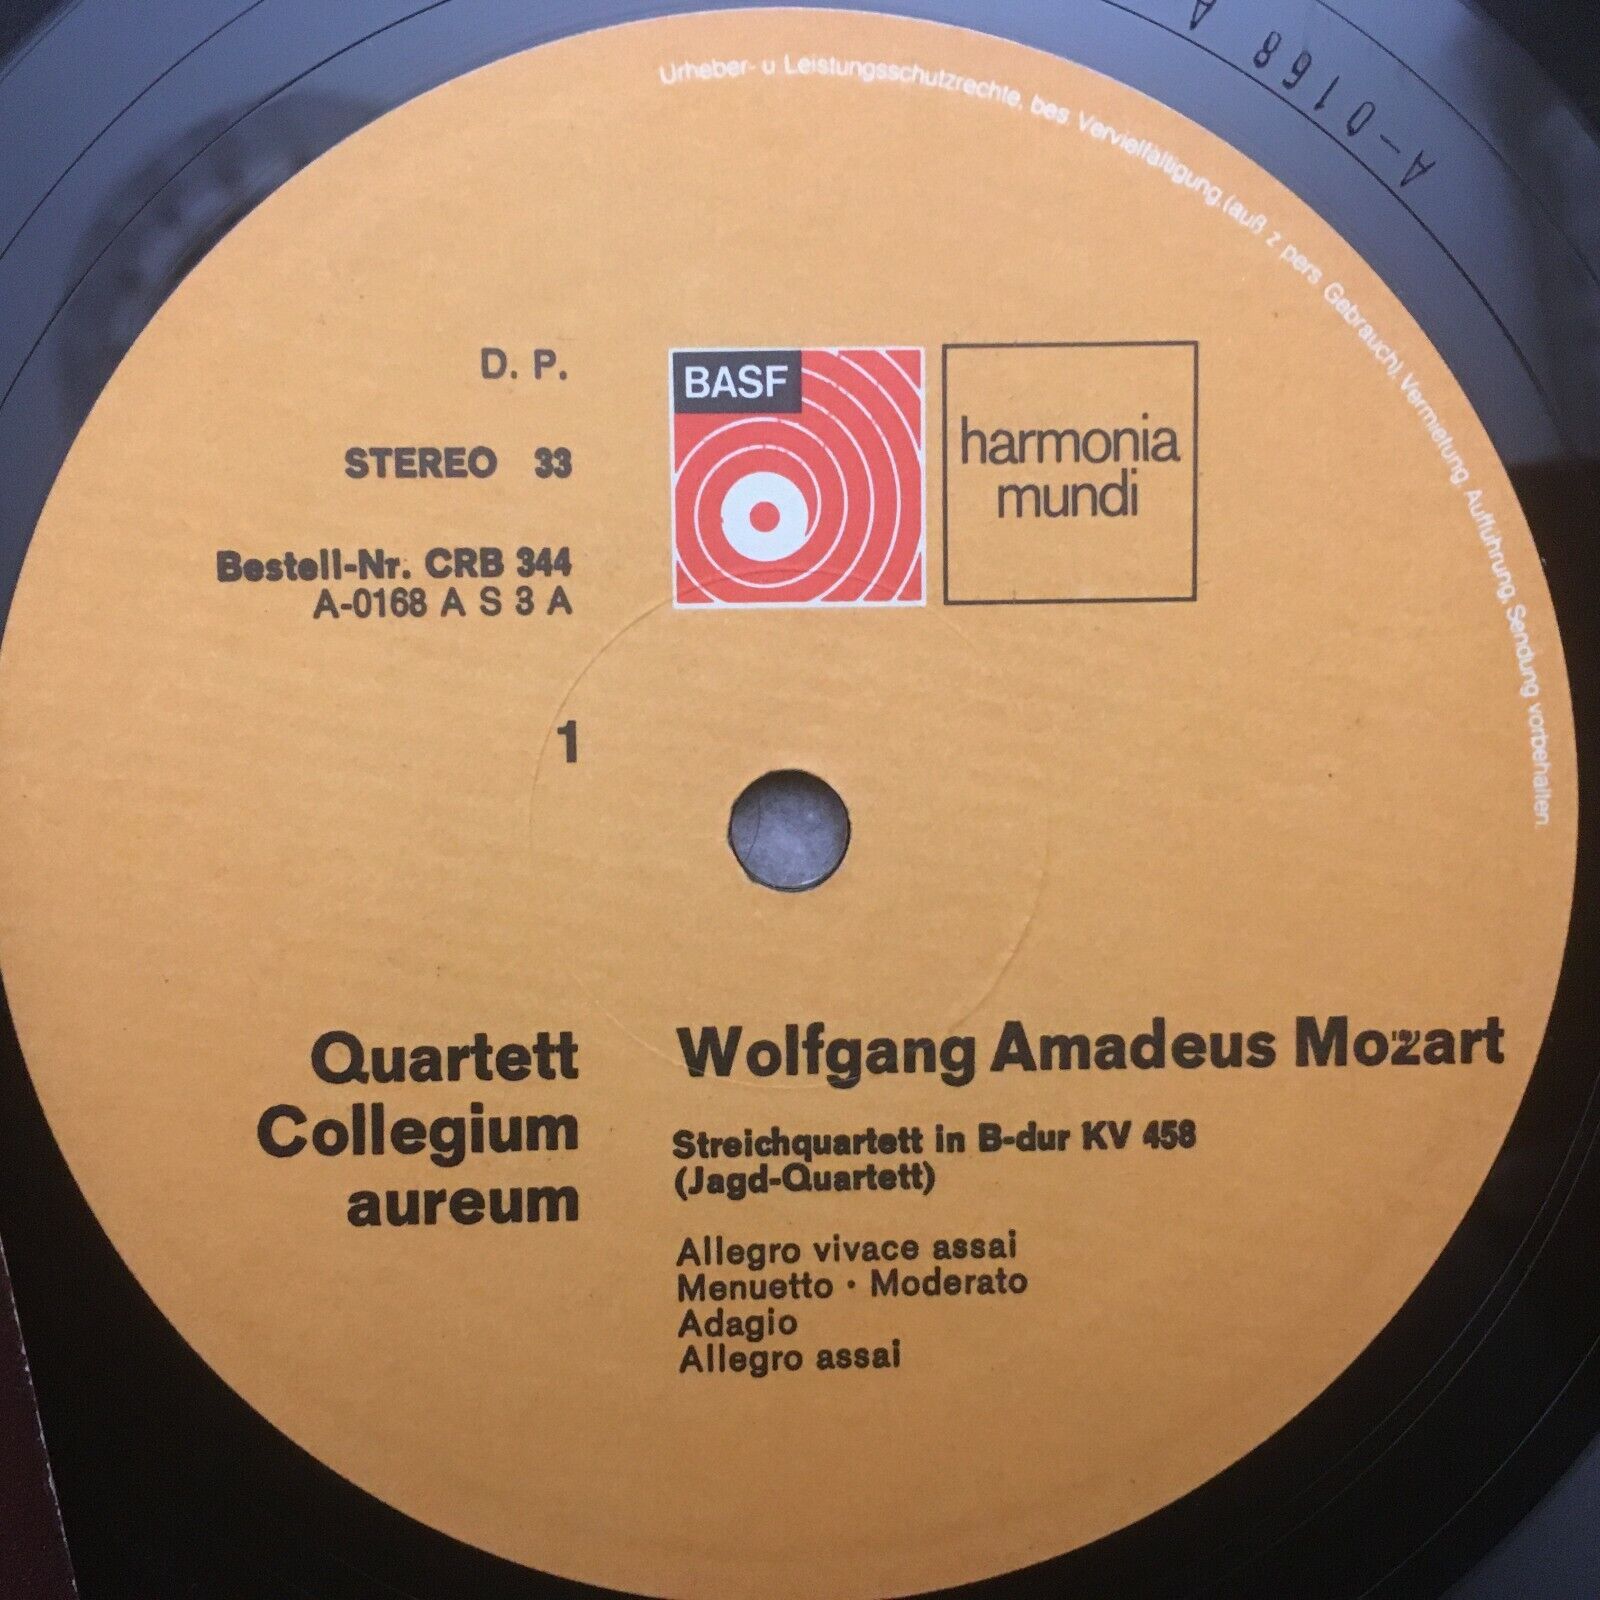 Urheber- u Leistungsschutzrechte, bes Vervielfältigung, (auß z pers Gebrauch), Vermietung, Aufführung, Sendung vorbehalten.
A-0168 A
D. P.
STEREO 33
Bestell-Nr. CRB 344
A-0168 A S 3 A
BASF
harmonia
mundi
1
Quartett
Collegium
aureum
Wolfgang Amadeus Mozart
Streichquartett in B-dur KV 458
(Jagd-Quartett)
Allegro vivace assai
Menuetto · Moderato
Adagio
Allegro assai